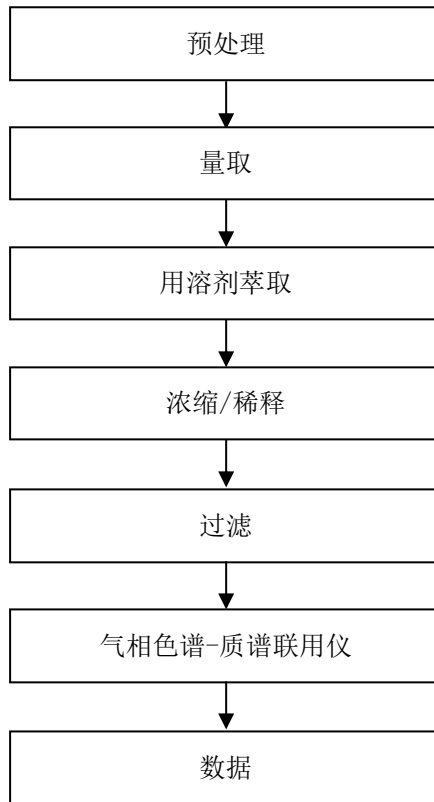 预处理
量取
用溶剂萃取
浓缩/稀释
过滤
气相色谱-质谱联用仪
数据